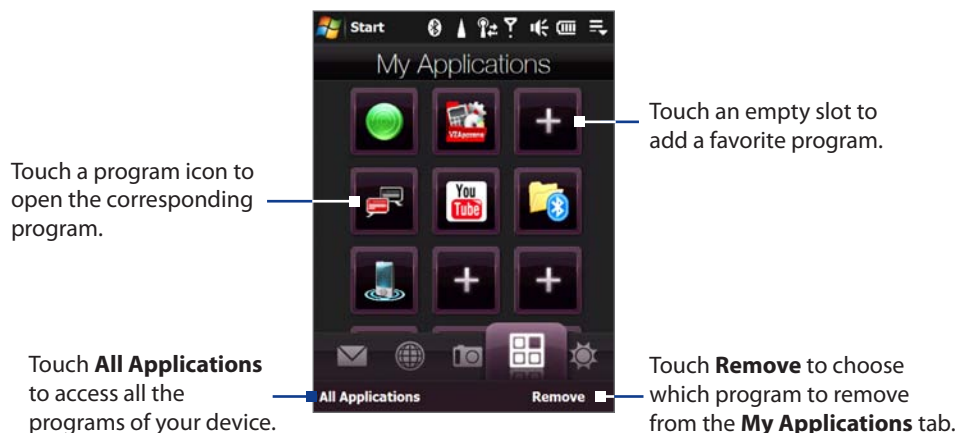 Start
My Applications
VZAppzone
You
Tube
All Applications
Remove
Touch an empty slot to
add a favorite program.
Touch a program icon to
open the corresponding
program.
Touch All Applications
to access all the
programs of your device.
Touch Remove to choose
which program to remove
from the My Applications tab.